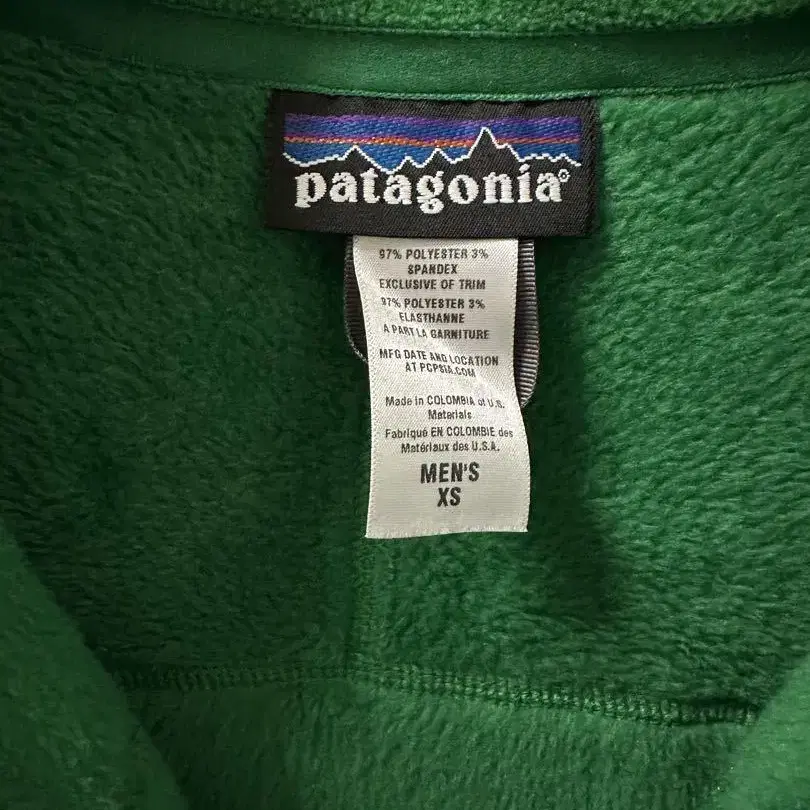 patagonia®
97% POLYESTER 3%
SPANDEX
EXCLUSIVE OF TRIM
97% POLYESTER 3%
ELASTHANNE
A PART LA GARNITURE
MFG DATE AND LOCATION
AT PCPSIA.COM
Made in COLOMBIA of U.S.
Materials
Fabriqué EN COLOMBIE des
Matériaux des U.S.A.
MEN'S
XS